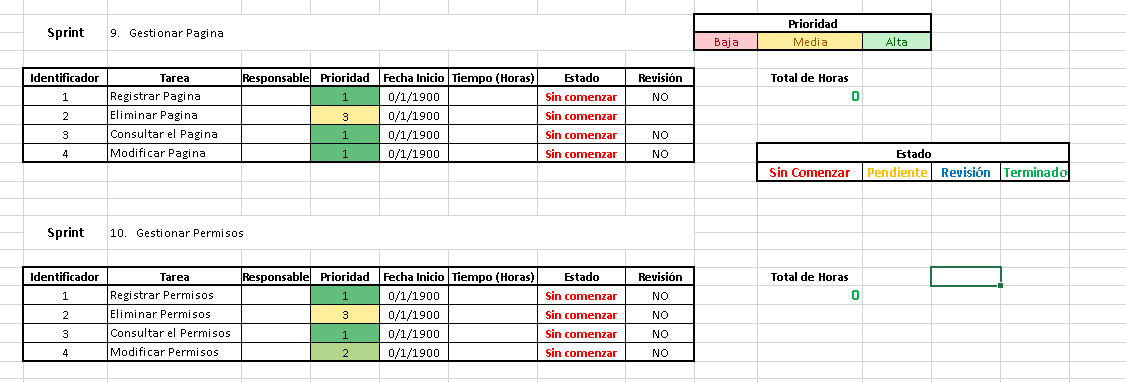 Sprint 9. Gestionar Pagina
Prioridad
Baja Media Alta
Identificador Tarea Responsable Prioridad Fecha Inicio Tiempo (Horas) Estado Revisión Total de Horas
1 Registrar Pagina 1 0/1/1900 Sin comenzar NO 0
2 Eliminar Pagina 3 0/1/1900 Sin comenzar
3 Consultar el Pagina 1 0/1/1900 Sin comenzar NO
4 Modificar Pagina 1 0/1/1900 Sin comenzar NO
Estado
Sin Comenzar Pendiente Revisión Terminado
Sprint 10. Gestionar Permisos
Identificador Tarea Responsable Prioridad Fecha Inicio Tiempo (Horas) Estado Revisión Total de Horas
1 Registrar Permisos 1 0/1/1900 Sin comenzar NO 0
2 Eliminar Permisos 3 0/1/1900 Sin comenzar NO
3 Consultar el Permisos 1 0/1/1900 Sin comenzar NO
4 Modificar Permisos 2 0/1/1900 Sin comenzar NO